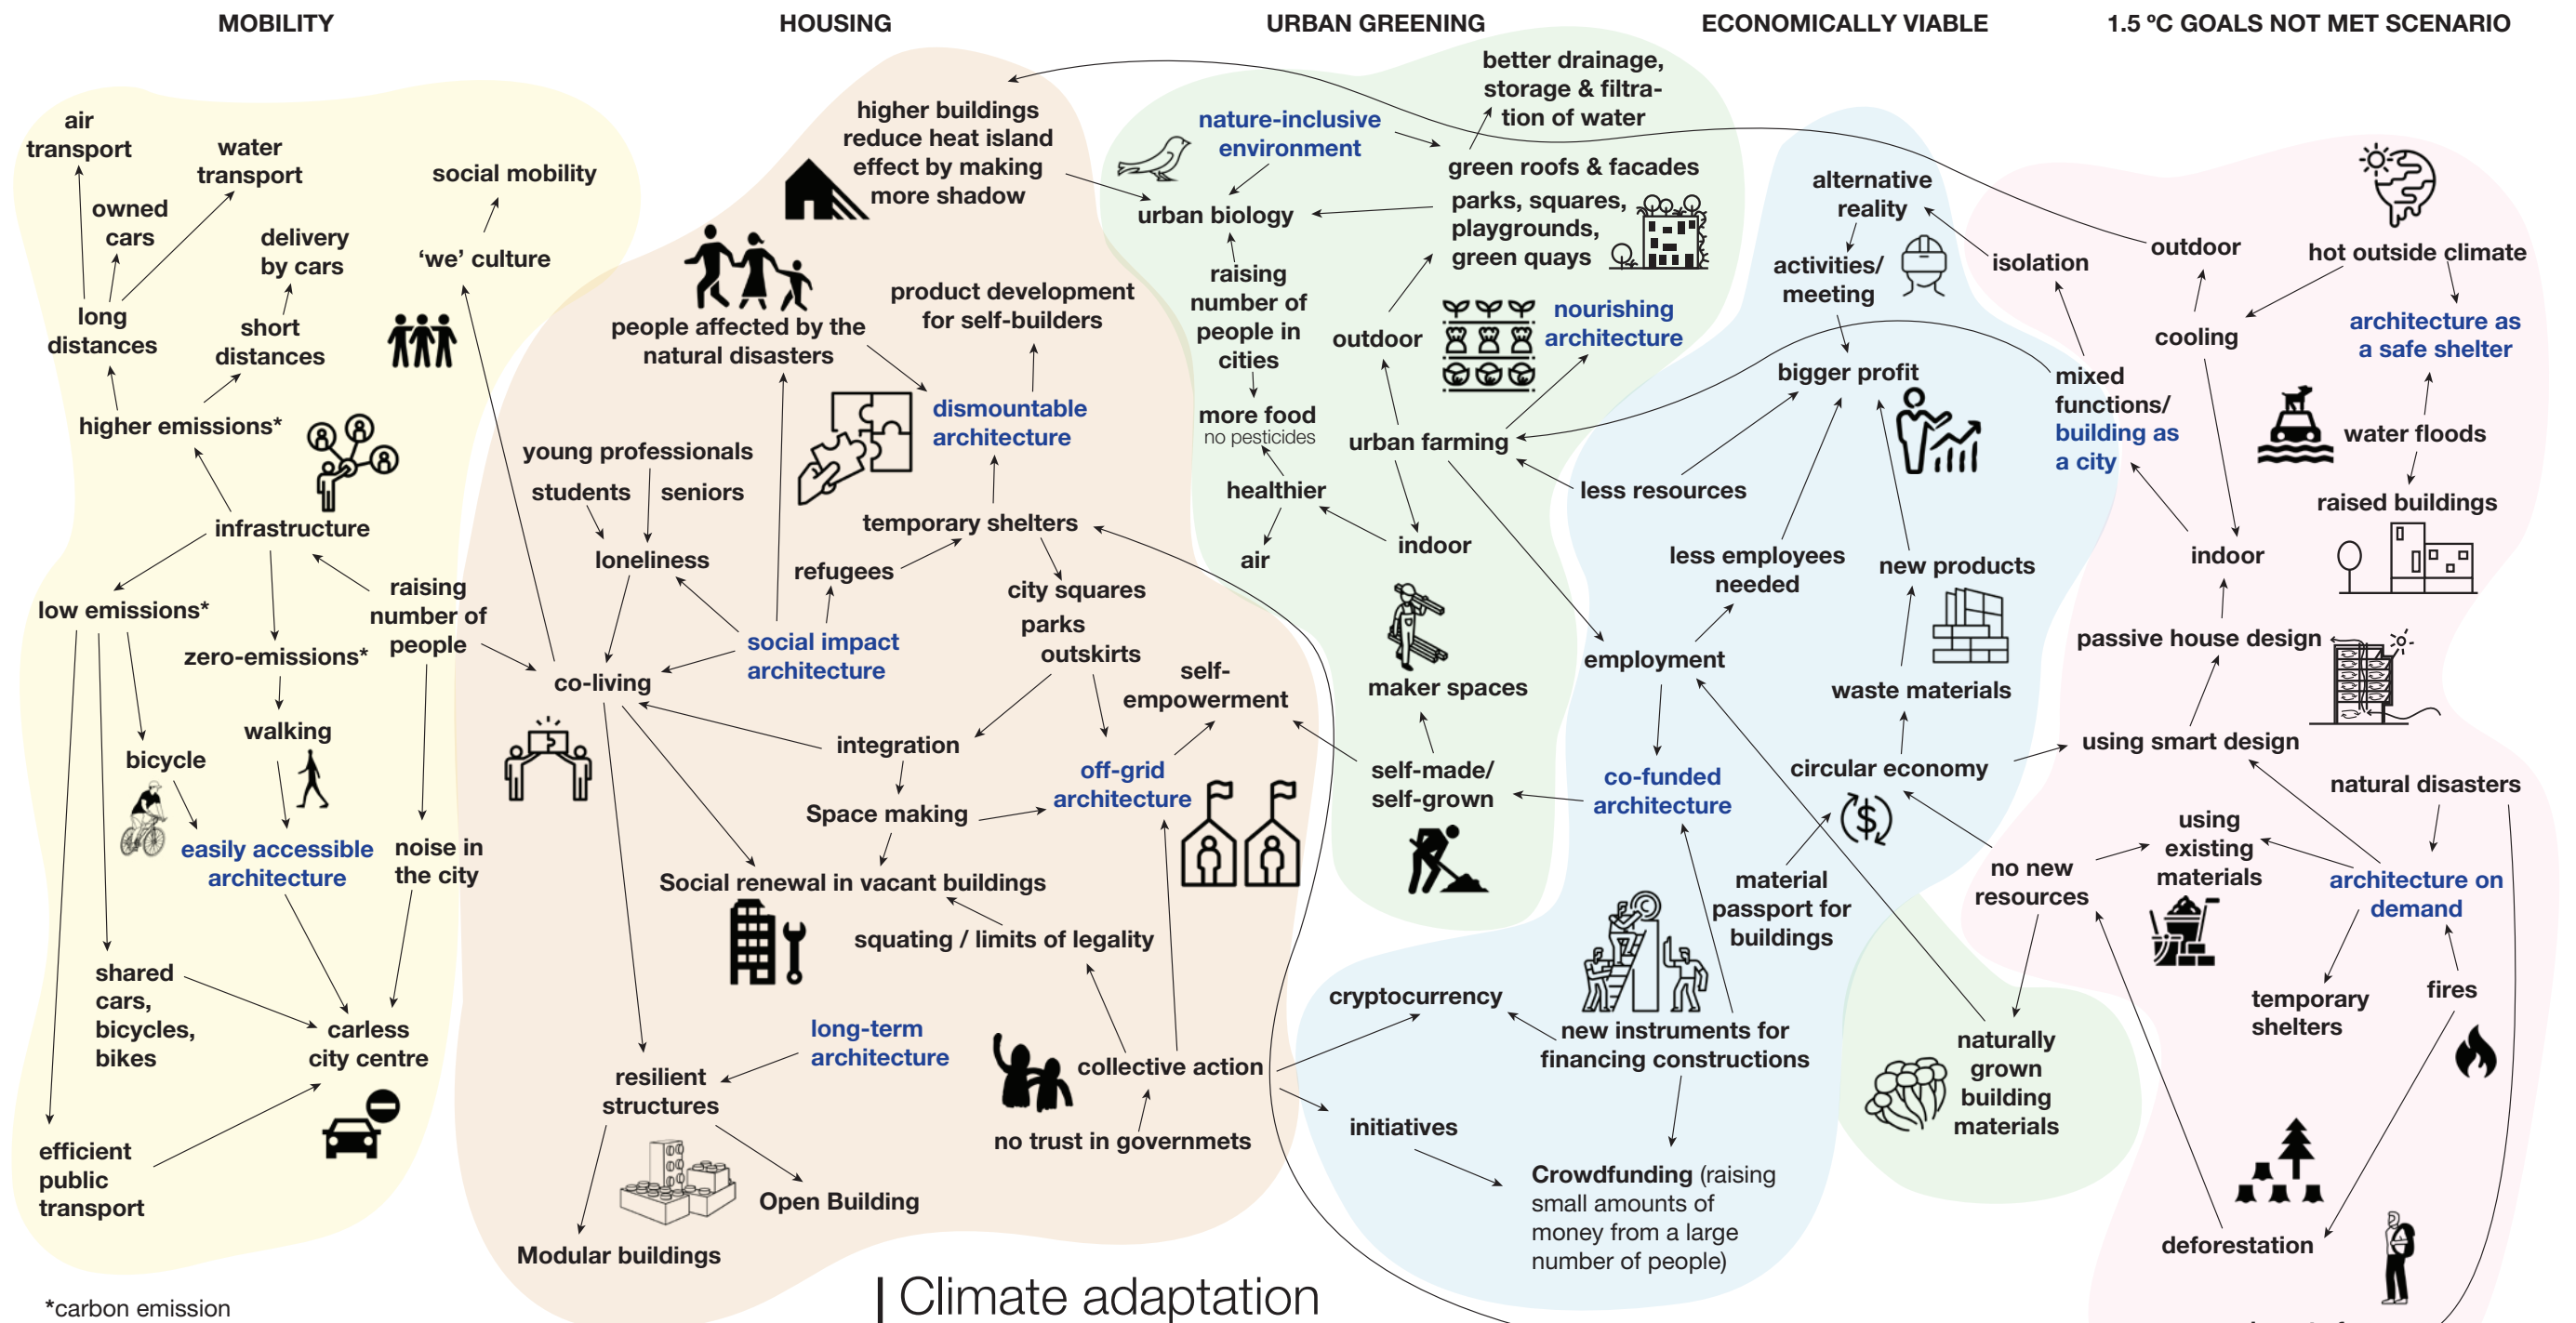 MOBILITY
HOUSING
URBAN GREENING
ECONOMICALLY VIABLE
1.5 ºC GOALS NOT MET SCENARIO
air
transport
water
transport
owned
cars
delivery
by cars
long
distances
short
distances
higher emissions*
social mobility
'we' culture
infrastructure
raising
number of
people
low emissions*
zero-emissions*
walking
bicycle
easily accessible
architecture
noise in
the city
shared
cars,
bicycles,
bikes
carless
city centre
efficient
public
transport
*carbon emission
higher buildings
reduce heat island
effect by making
more shadow
people affected by the
natural disasters
product development
for self-builders
dismountable
architecture
young professionals
students
seniors
loneliness
temporary shelters
refugees
city squares
parks
outskirts
social impact
architecture
co-living
self-
empowerment
integration
off-grid
architecture
Space making
Social renewal in vacant buildings
squating / limits of legality
long-term
architecture
resilient
structures
collective action
no trust in governmets
Open Building
Modular buildings
| Climate adaptation
better drainage,
storage & filtra-
tion of water
nature-inclusive
environment
green roofs & facades
urban biology
parks, squares,
playgrounds,
green quays
raising
number of
people in
cities
outdoor
nourishing
architecture
more food
no pesticides
urban farming
healthier
air
indoor
maker spaces
self-made/
self-grown
alternative
reality
activities/
meeting
bigger profit
less resources
less employees
needed
new products
employment
waste materials
co-funded
architecture
circular economy
material
passport for
buildings
cryptocurrency
new instruments for
financing constructions
initiatives
Crowdfunding (raising
small amounts of
money from a large
number of people)
naturally
grown
building
materials
isolation
outdoor
hot outside climate
cooling
architecture as
a safe shelter
mixed
functions/
building as
a city
water floods
raised buildings
indoor
passive house design
using smart design
natural disasters
using
existing
materials
no new
resources
architecture on
demand
temporary
shelters
fires
deforestation